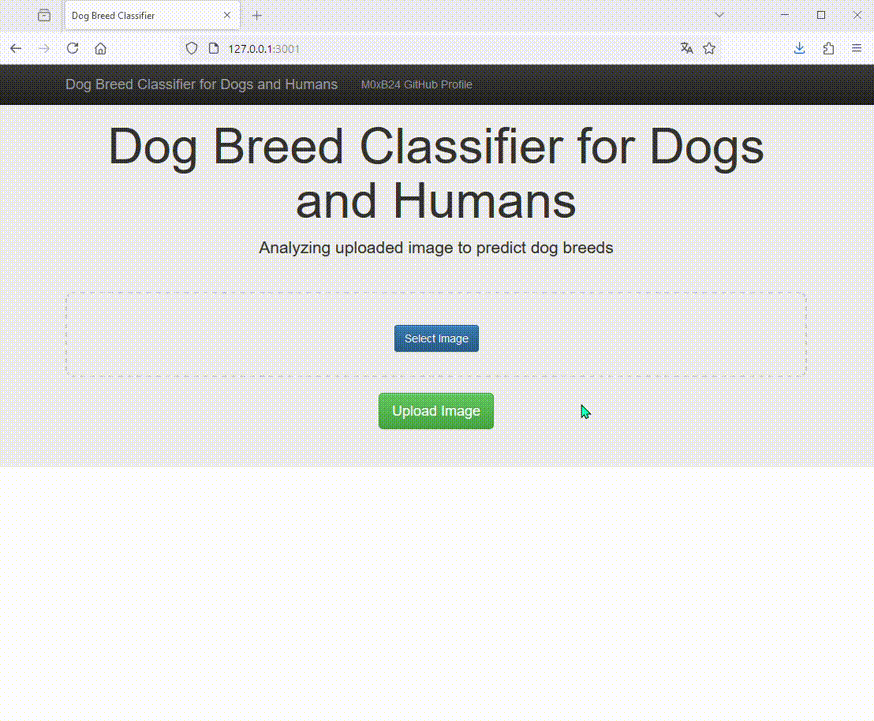 Dog Breed Classifier
127.0.0.1:3001
Dog Breed Classifier for Dogs and Humans M0xB24 GitHub Profile
Dog Breed Classifier for Dogs
and Humans
Analyzing uploaded image to predict dog breeds
Select Image
Upload Image